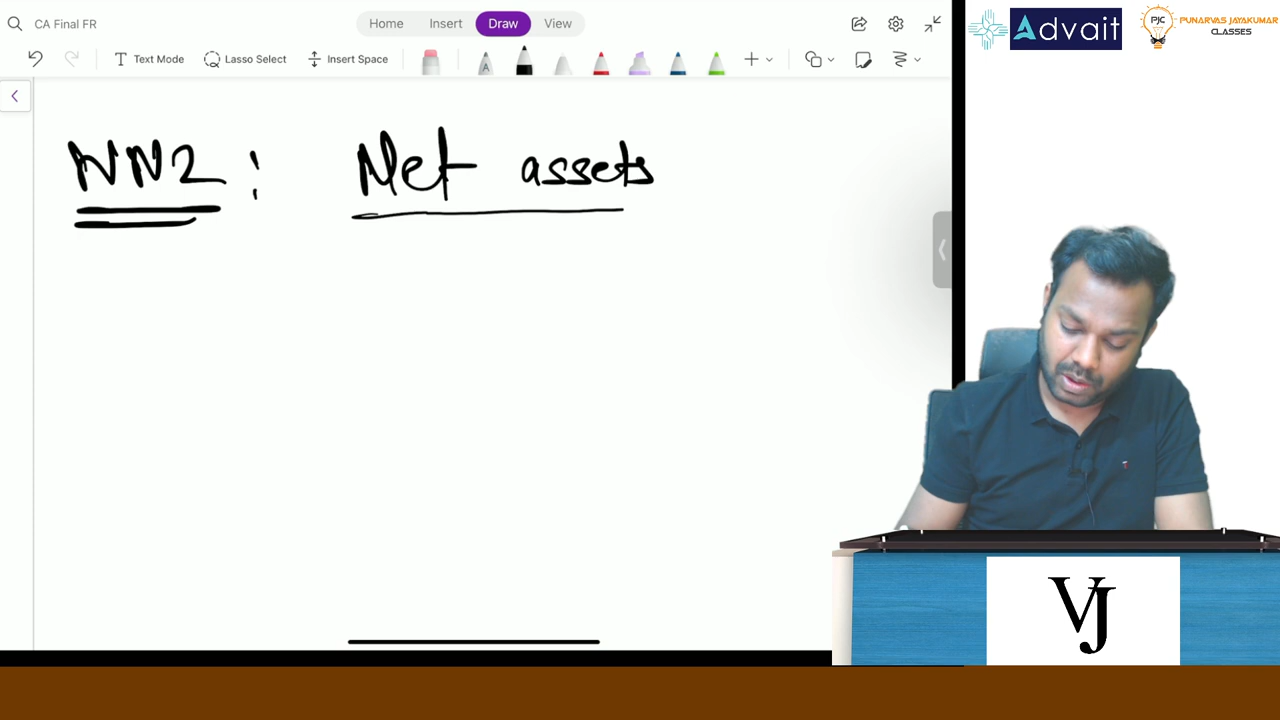 CA Final FR
Home Insert Draw View
Advait
PJC
PUNARVAS JAYAKUMAR
CLASSES
Text Mode Lasso Select Insert Space
A
WN2 : Net assets
VJ